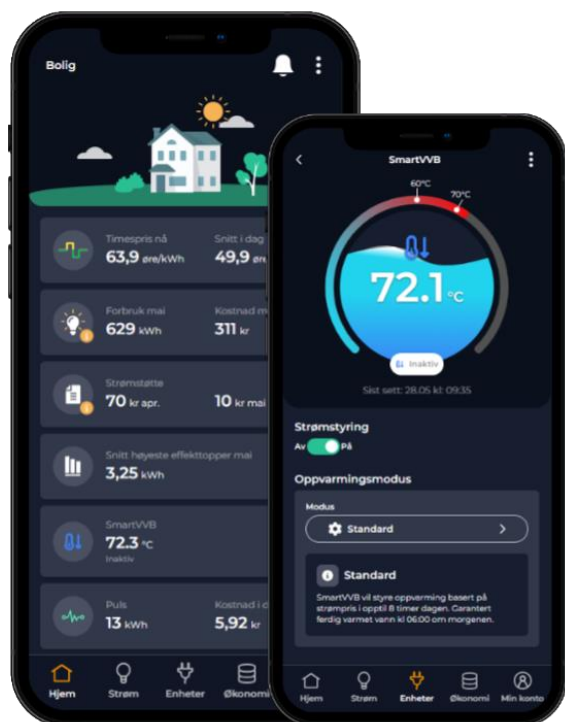 Bolig
Timespris nå
63,9 øre/kWh
Snitt i dag
49,9 øre
Forbruk mai
629 kWh
Kostnad m
311 kr
Strømstøtte
70 kr apr.
10 kr mai
Snitt høyeste effekttopper mai
3,25 kWh
SmartVVB
72.3 °C
Inaktiv
Puls
13 kWh
Kostnad i d
5,92 kr
Hjem
Strøm
Enheter
Økonomi
SmartVVB
60°C
70°C
72.1 °C
Inaktiv
Sist sett: 28.05 kl: 09:35
Strømstyring
Av På
Oppvarmingsmodus
Modus
Standard
Standard
SmartVVB vil styre oppvarming basert på
strømpris i opptil 8 timer dagen. Garantert
ferdig varmet vann kl 06:00 om morgenen.
Hjem
Strøm
Enheter
Økonomi
Min konto